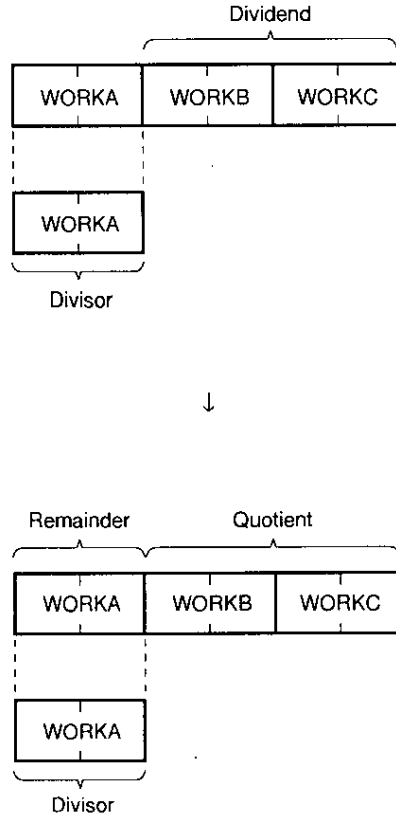 Dividend
WORKA WORKB WORKC
WORKA
Divisor
↓
Remainder Quotient
WORKA WORKB WORKC
WORKA
Divisor